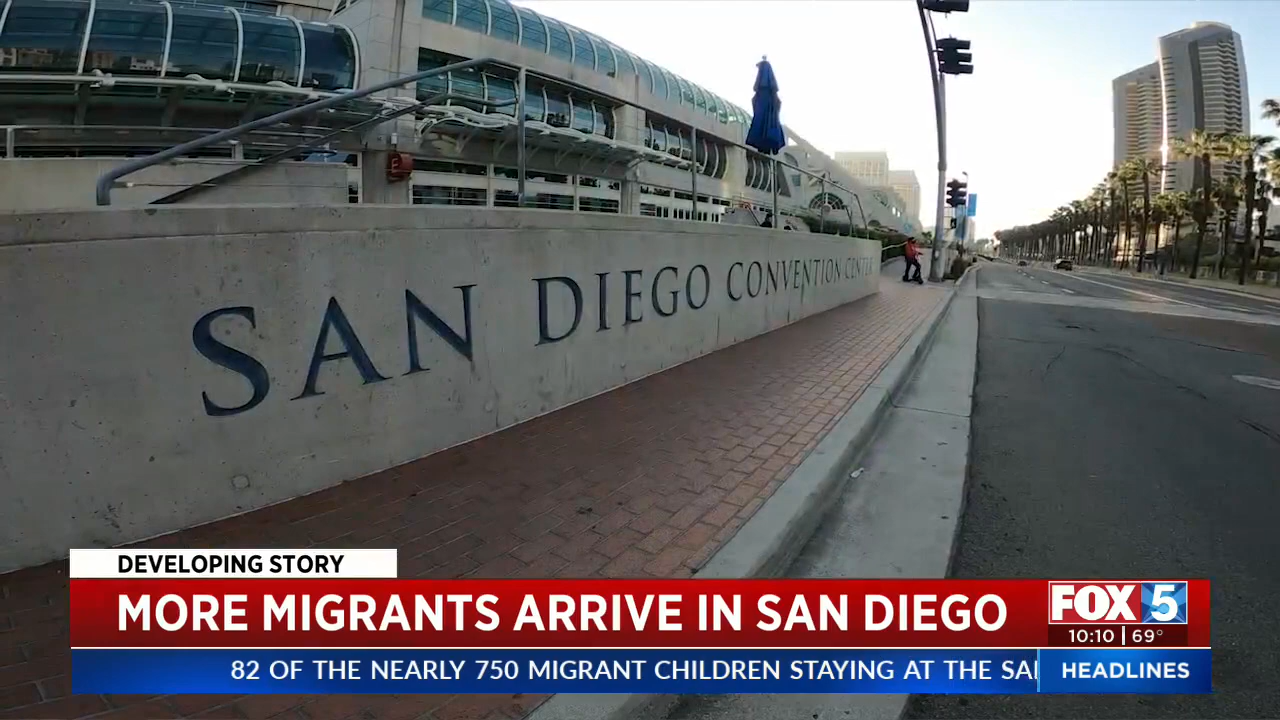 SAN DIEGO CONVENTION CENTER
DEVELOPING STORY
MORE MIGRANTS ARRIVE IN SAN DIEGO
FOX 5
10:10 | 69°
82 OF THE NEARLY 750 MIGRANT CHILDREN STAYING AT THE SA
HEADLINES